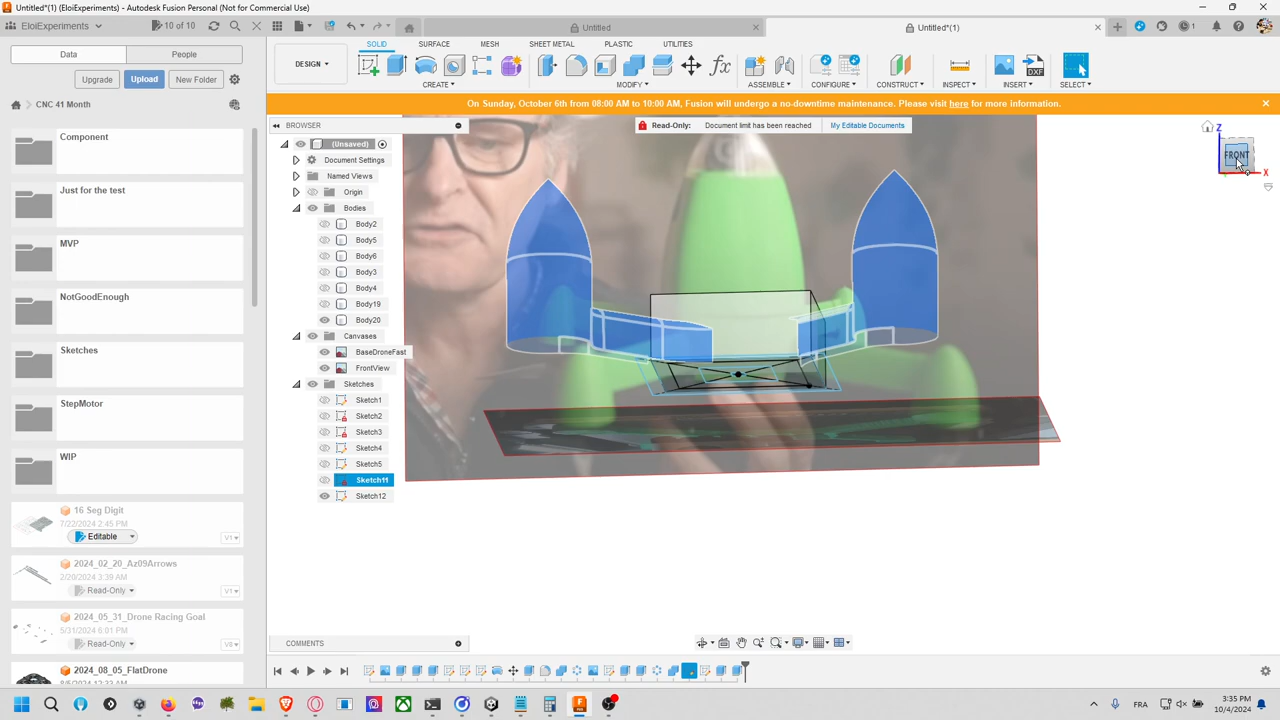 Untitled*(1) - Autodesk Fusion Personal (Not for Commercial Use)
EloiExperiments
10 of 10
Untitled
Untitled*(1)
1
Data
People
Upgrade
Upload
New Folder
CNC 41 Month
Component
Just for the test
MVP
NotGoodEnough
Sketches
StepMotor
WIP
16 Seg Digit
7/22/2024 2:45 PM
Editable
V1
2024_02_20_Az09Arrows
2/20/2024 3:39 AM
Read-Only
V1
2024_05_31_Drone Racing Goal
5/31/2024 6:01 PM
Read-Only
V8
2024_08_05_FlatDrone
DESIGN
SOLID
SURFACE
MESH
SHEET METAL
PLASTIC
UTILITIES
CREATE
MODIFY
ASSEMBLE
CONFIGURE
CONSTRUCT
INSPECT
INSERT
SELECT
fx
DXF
On Sunday, October 6th from 08:00 AM to 10:00 AM, Fusion will undergo a no-downtime maintenance. Please visit here for more information.
BROWSER
Read-Only:
Document limit has been reached
My Editable Documents
(Unsaved)
Document Settings
Named Views
Origin
Bodies
Body2
Body5
Body6
Body3
Body4
Body19
Body20
Canvases
BaseDroneFast
FrontView
Sketches
Sketch1
Sketch2
Sketch3
Sketch4
Sketch5
Sketch11
Sketch12
Z
FRONT
X
COMMENTS
FRA
3:35 PM
10/4/2024